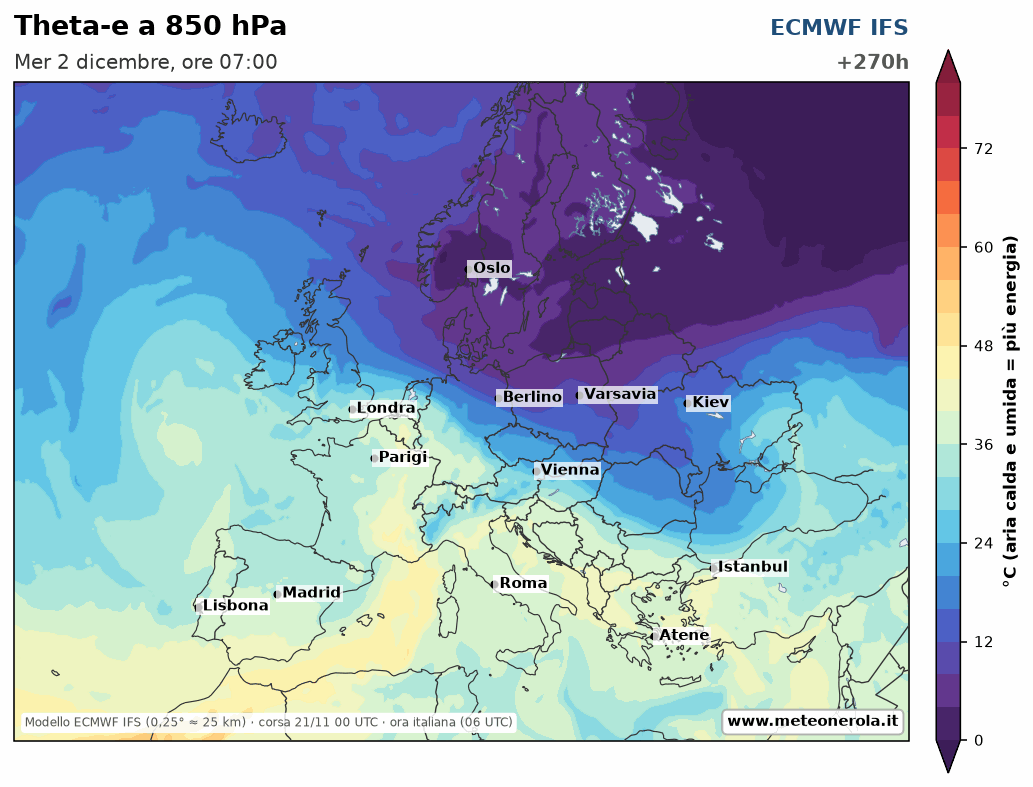 Theta-e a 850 hPa
ECMWF IFS
Mer 2 dicembre, ore 07:00
+270h
72
60
48
36
24
12
0
°C (aria calda e umida = più energia)
Oslo
Berlino
Varsavia
Kiev
Londra
Parigi
Vienna
Istanbul
Roma
Madrid
Lisbona
Atene
Modello ECMWF IFS (0,25° ≈ 25 km) · corsa 21/11 00 UTC · ora italiana (06 UTC)
www.meteonerola.it